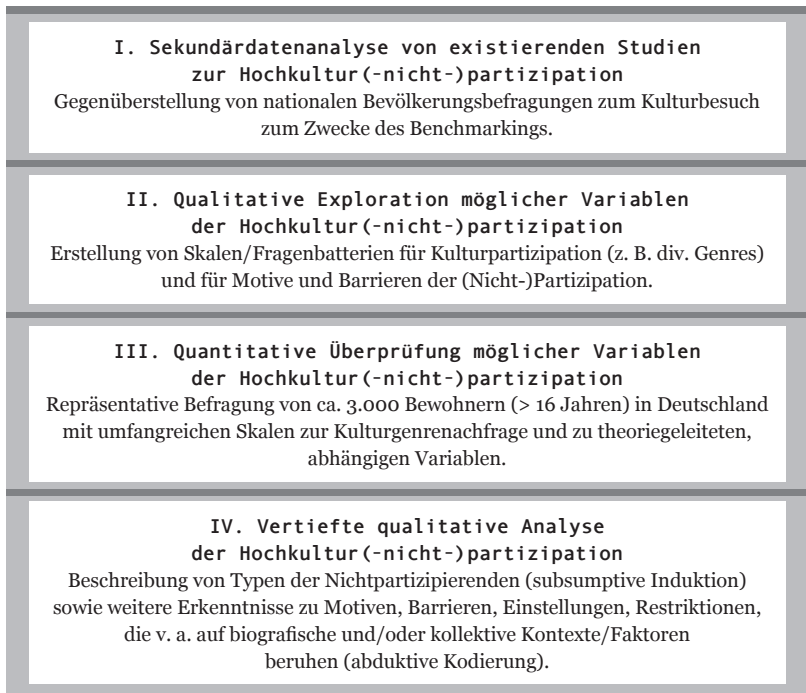 I. Sekundärdatenanalyse von existierenden Studien
zur Hochkultur(-nicht-)partizipation
Gegenüberstellung von nationalen Bevölkerungsbefragungen zum Kulturbesuch
zum Zwecke des Benchmarkings.
II. Qualitative Exploration möglicher Variablen
der Hochkultur(-nicht-)partizipation
Erstellung von Skalen/Fragenbatterien für Kulturpartizipation (z. B. div. Genres)
und für Motive und Barrieren der (Nicht-)Partizipation.
III. Quantitative Überprüfung möglicher Variablen
der Hochkultur(-nicht-)partizipation
Repräsentative Befragung von ca. 3.000 Bewohnern (> 16 Jahren) in Deutschland
mit umfangreichen Skalen zur Kulturgenrenachfrage und zu theoriegeleiteten,
abhängigen Variablen.
IV. Vertiefte qualitative Analyse
der Hochkultur(-nicht-)partizipation
Beschreibung von Typen der Nichtpartizipierenden (subsumptive Induktion)
sowie weitere Erkenntnisse zu Motiven, Barrieren, Einstellungen, Restriktionen,
die v. a. auf biografische und/oder kollektive Kontexte/Faktoren
beruhen (abduktive Kodierung).